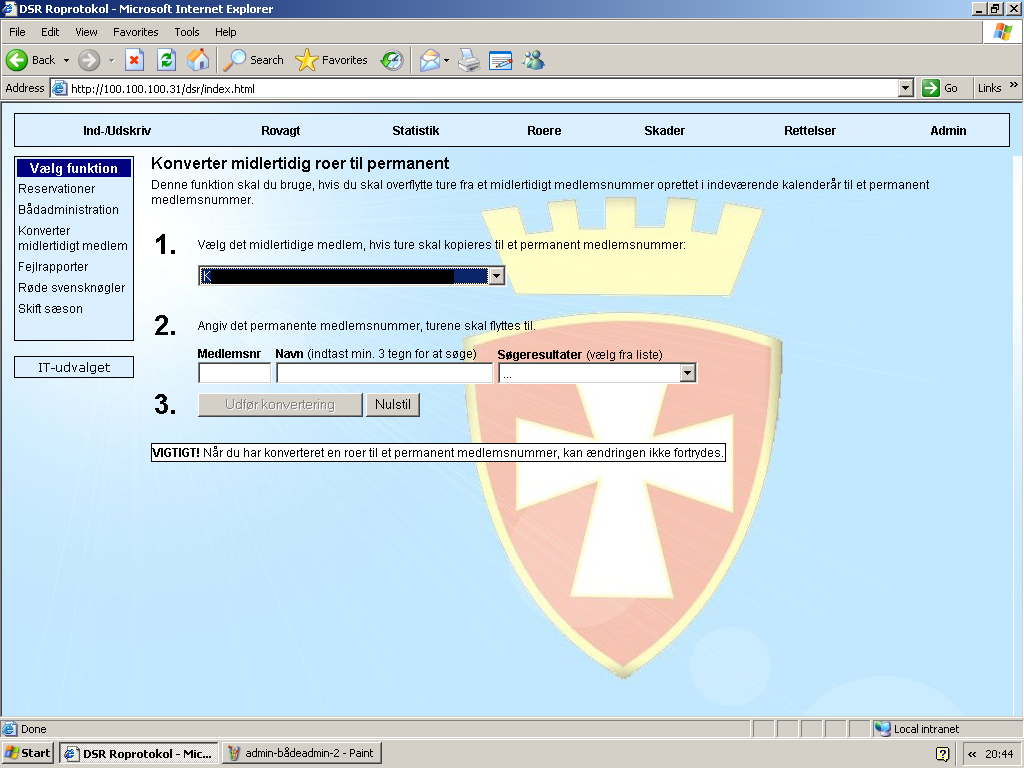 DSR Roprotokol - Microsoft Internet Explorer
File Edit View Favorites Tools Help
Back Search Favorites
Address http://100.100.100.31/dsr/index.html Go Links »
Ind-/Udskriv Rovagt Statistik Roere Skader Rettelser Admin
Vælg funktion
Reservationer
Bådadministration
Konverter
midlertidigt medlem
Fejlrapporter
Røde svensknøgler
Skift sæson
IT-udvalget
Konverter midlertidig roer til permanent
Denne funktion skal du bruge, hvis du skal overflytte ture fra et midlertidigt medlemsnummer oprettet i indeværende kalenderår til et permanent
medlemsnummer.
1. Vælg det midlertidige medlem, hvis ture skal kopieres til et permanent medlemsnummer:
K
2. Angiv det permanente medlemsnummer, turene skal flyttes til.
Medlemsnr Navn (indtast min. 3 tegn for at søge) Søgeresultater (vælg fra liste)
...
3. Udfør konvertering Nulstil
VIGTIGT! Når du har konverteret en roer til et permanent medlemsnummer, kan ændringen ikke fortrydes.
Done Local intranet
Start DSR Roprotokol - Mic... admin-bådeadmin-2 - Paint « 20:44